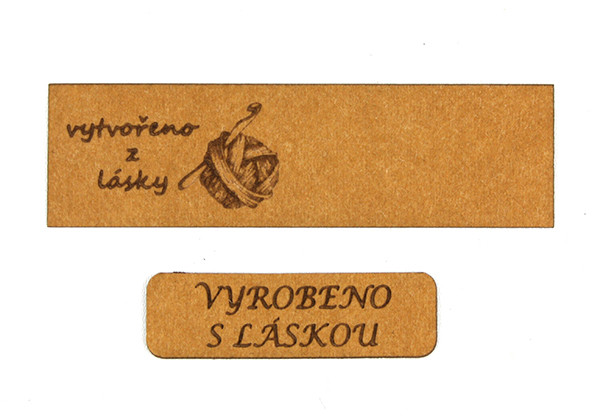 vytvořeno
z
lásky
VYROBENO
S LÁSKOU